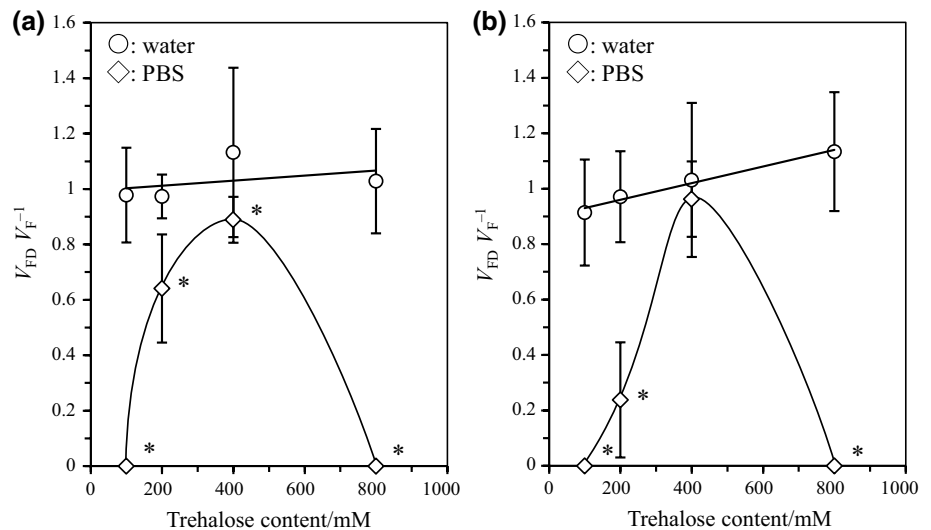 (a)
1.6
1.4
1.2
1
0.8
0.6
0.4
0.2
0
V_FD V_F^−1
○: water
◇: PBS
*
*
*
*
0 200 400 600 800 1000
Trehalose content/mM
(b)
1.6
1.4
1.2
1
0.8
0.6
0.4
0.2
0
V_FD V_F^−1
○: water
◇: PBS
*
*
*
0 200 400 600 800 1000
Trehalose content/mM